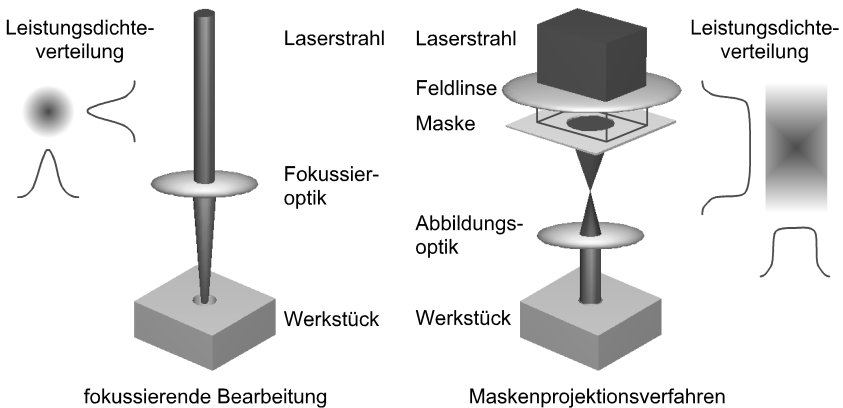 Leistungsdichte-
verteilung
Laserstrahl
Fokussier-
optik
Werkstück
fokussierende Bearbeitung
Laserstrahl
Feldlinse
Maske
Abbildungs-
optik
Werkstück
Leistungsdichte-
verteilung
Maskenprojektionsverfahren